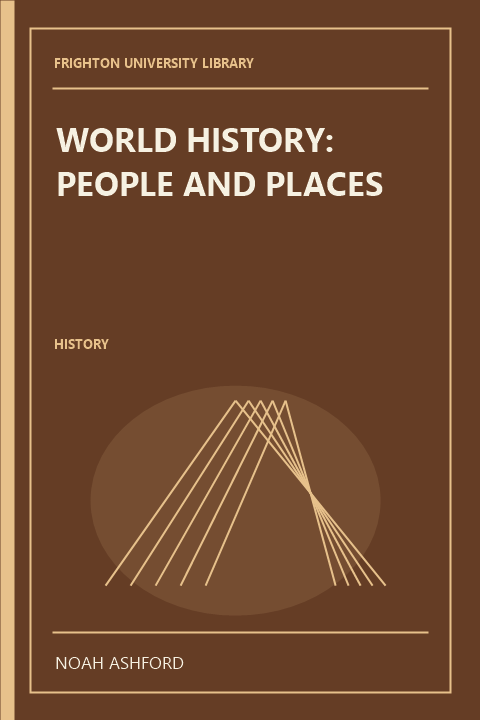 FRIGHTON UNIVERSITY LIBRARY
WORLD HISTORY:
PEOPLE AND PLACES
HISTORY
NOAH ASHFORD